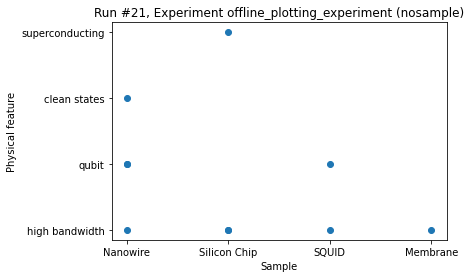 Run #21, Experiment offline_plotting_experiment (nosample)
superconducting
clean states
qubit
high bandwidth
Physical feature
Nanowire
Silicon Chip
SQUID
Membrane
Sample